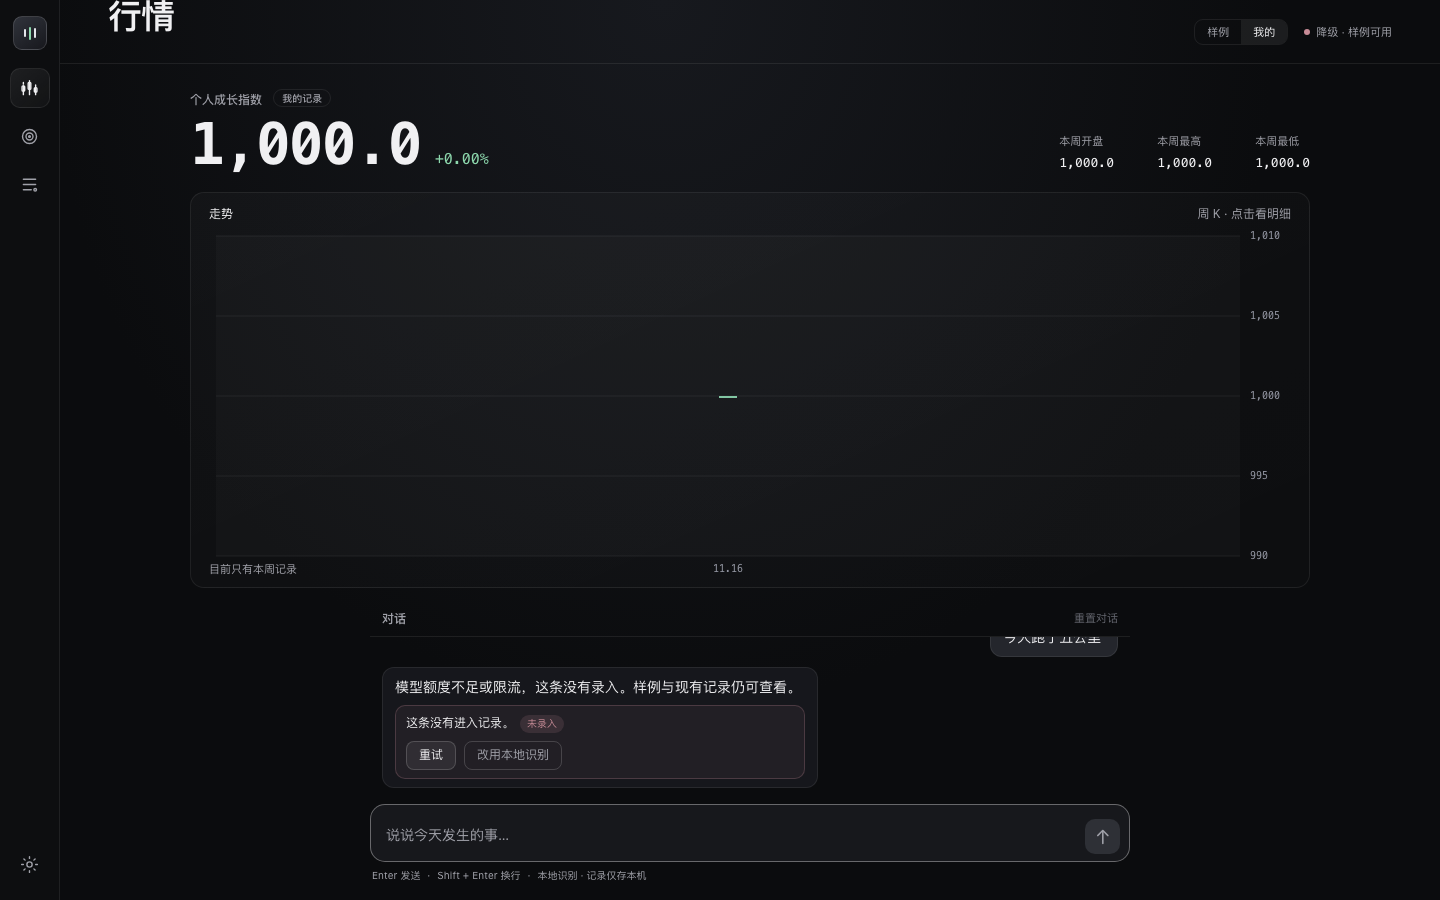 行情
样例 我的 降级 · 样例可用
个人成长指数 我的记录
1,000.0 +0.00%
本周开盘 本周最高 本周最低
1,000.0 1,000.0 1,000.0
走势 周 K · 点击看明细
1,010
1,005
1,000
995
990
目前只有本周记录 11.16
对话 重置对话
今天跑了五公里
模型额度不足或限流，这条没有录入。样例与现有记录仍可查看。
这条没有进入记录。 未录入
重试 改用本地识别
说说今天发生的事...
Enter 发送 · Shift + Enter 换行 · 本地识别 · 记录仅存本机